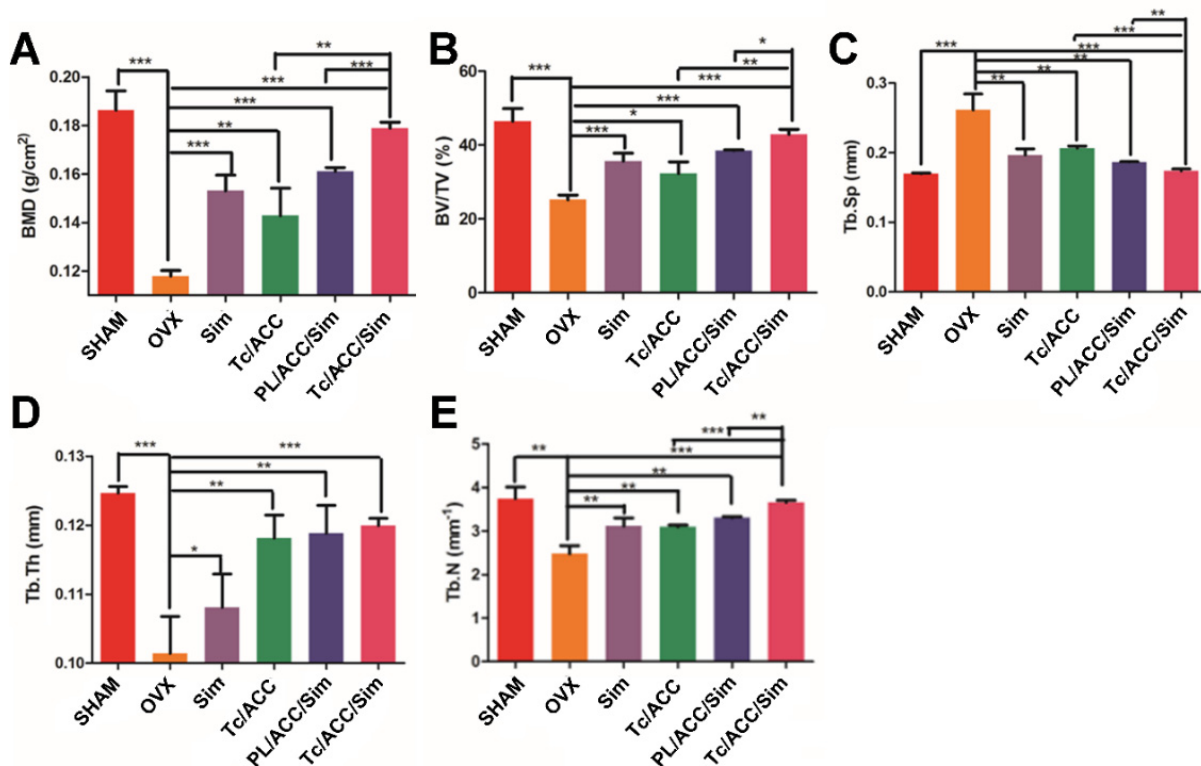 A
BMD (g/cm²)
0.20
0.18
0.16
0.14
0.12
***
**
***
***
***
**
***
SHAM
OVX
Sim
Tc/ACC
PL/ACC/Sim
Tc/ACC/Sim
B
BV/TV (%)
60
40
20
0
***
*
**
***
***
*
***
SHAM
OVX
Sim
Tc/ACC
PL/ACC/Sim
Tc/ACC/Sim
C
Tb.Sp (mm)
0.3
0.2
0.1
0.0
**
***
***
***
**
**
**
SHAM
OVX
Sim
Tc/ACC
PL/ACC/Sim
Tc/ACC/Sim
D
Tb.Th (mm)
0.13
0.12
0.11
0.10
***
***
**
**
*
SHAM
OVX
Sim
Tc/ACC
PL/ACC/Sim
Tc/ACC/Sim
E
Tb.N (mm⁻¹)
5
4
3
2
1
0
**
***
**
***
**
**
**
SHAM
OVX
Sim
Tc/ACC
PL/ACC/Sim
Tc/ACC/Sim